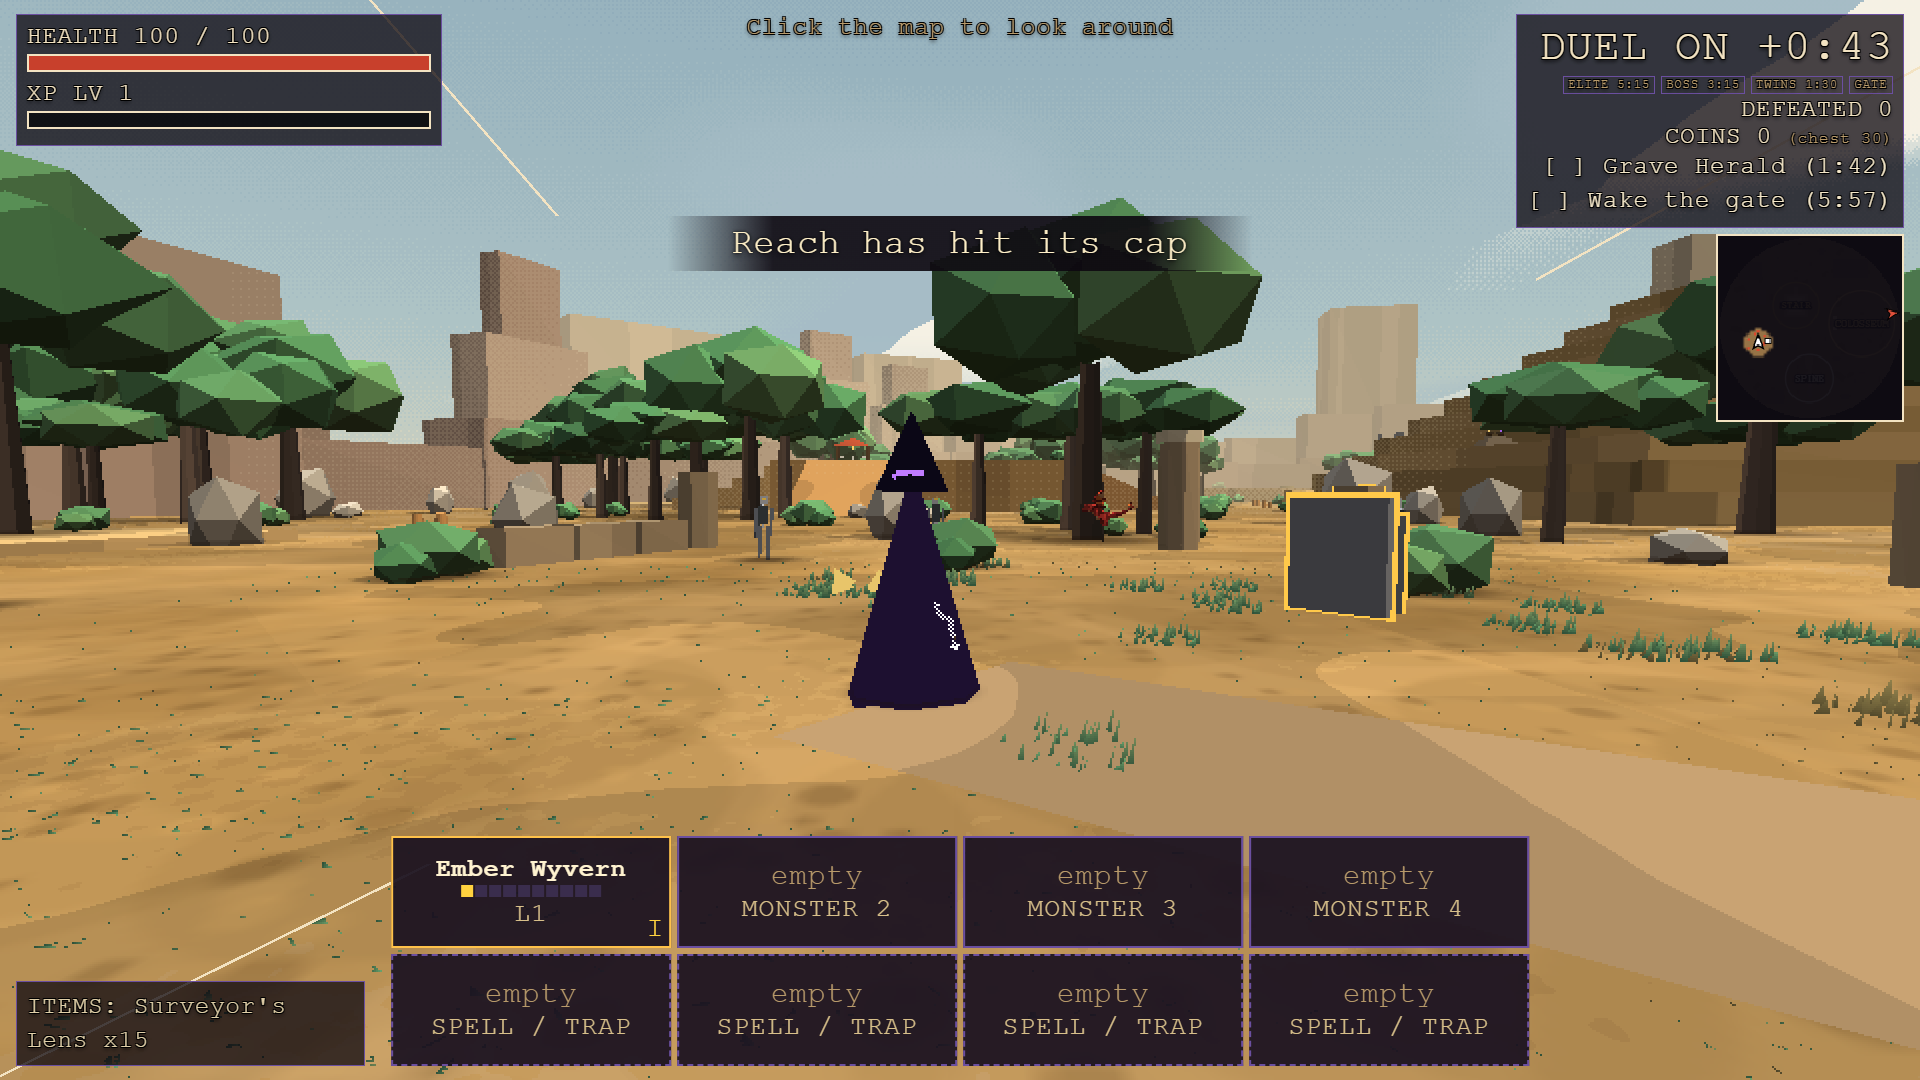 HEALTH 100 / 100
XP LV 1
Click the map to look around
DUEL ON +0:43
ELITE 5:15 BOSS 3:15 TWINS 1:30 GATE
DEFEATED 0
COINS 0 (chest 30)
[ ] Grave Herald (1:42)
[ ] Wake the gate (5:57)
Reach has hit its cap
Ember Wyvern
L1
I
empty
MONSTER 2
empty
MONSTER 3
empty
MONSTER 4
empty
SPELL / TRAP
empty
SPELL / TRAP
empty
SPELL / TRAP
empty
SPELL / TRAP
ITEMS: Surveyor's
Lens x15